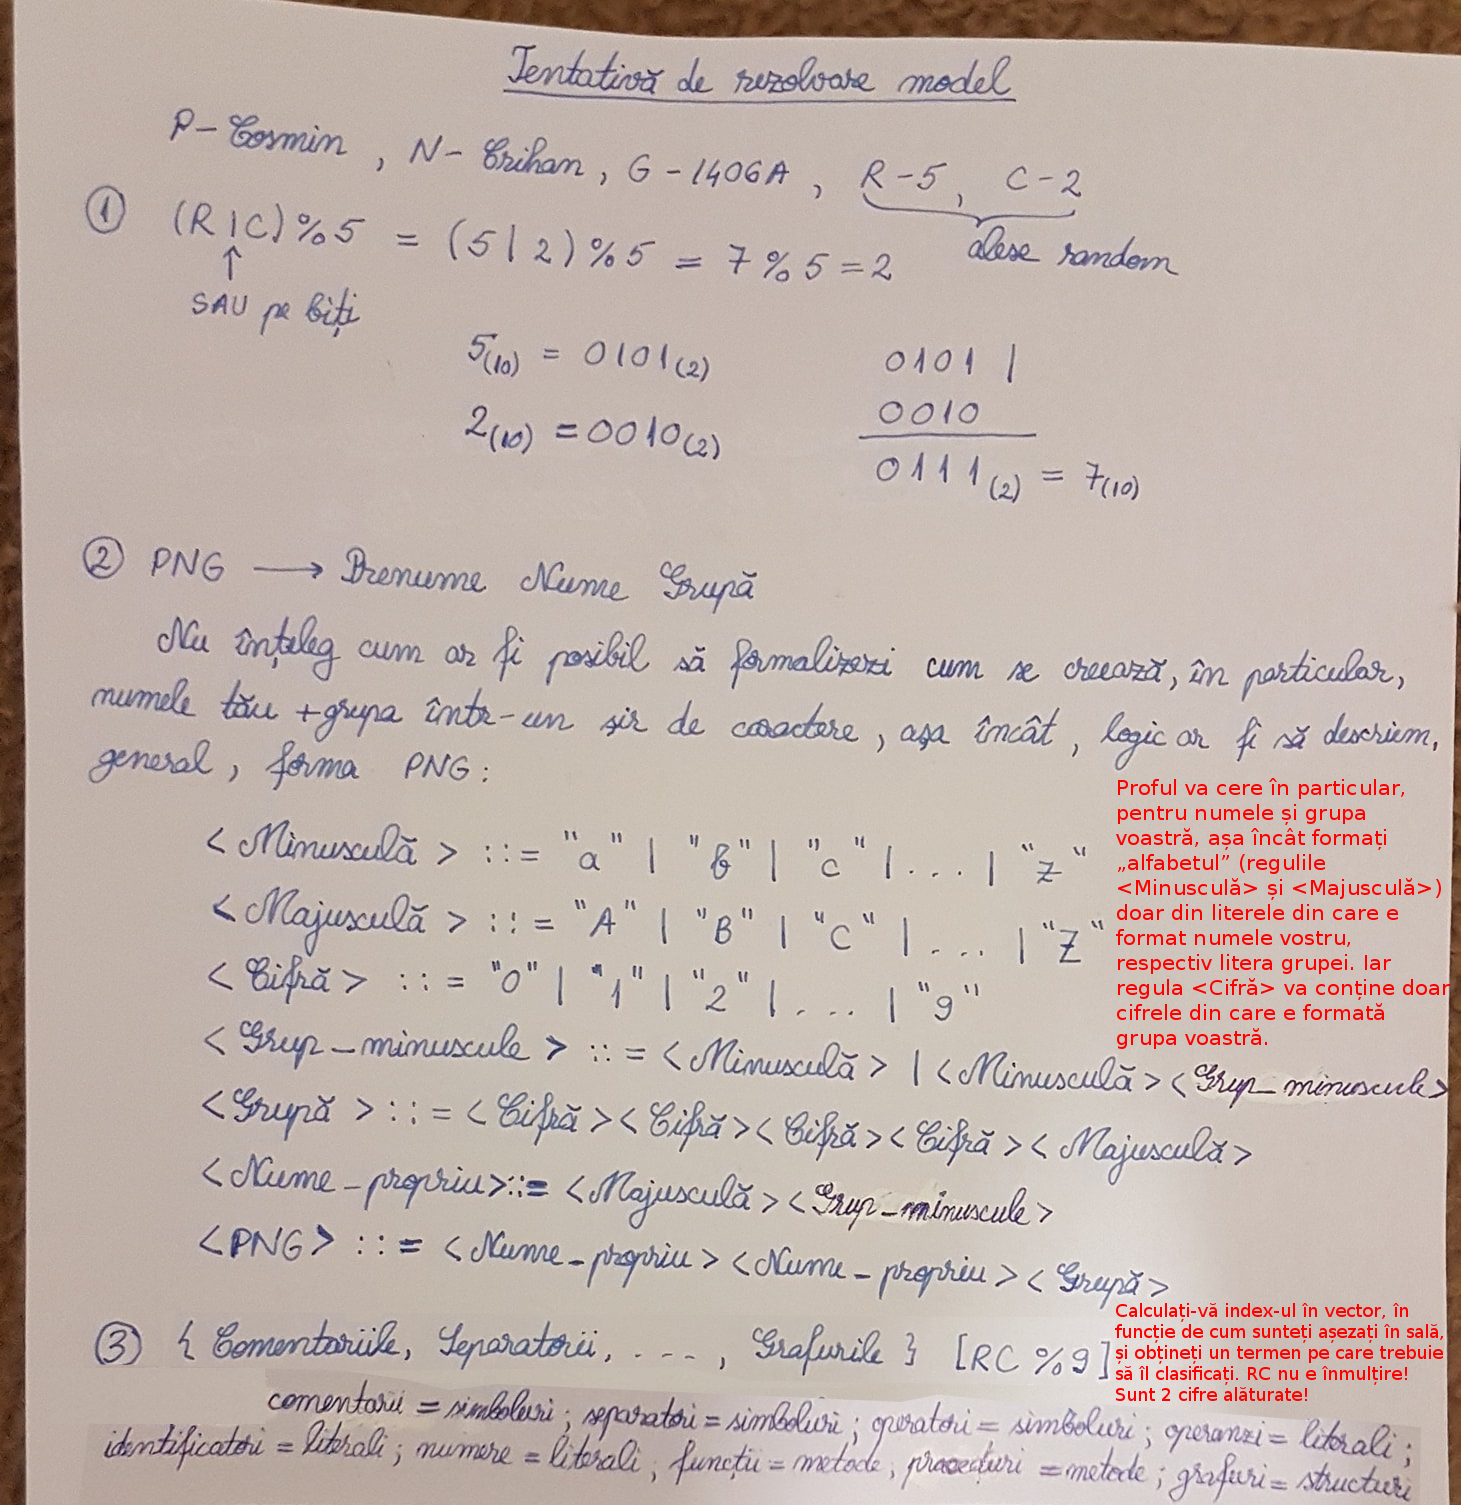 Tentativă de rezolvare model
P - Cosmin , N - Crihan , G - 1406A , R - 5 , C - 2
alese random
① (R | C) % 5 = (5 | 2) % 5 = 7 % 5 = 2
↑
SAU pe biți
5(10) = 0101(2) 0101 |
2(10) = 0010(2) 0010
0111(2) = 7(10)
② PNG → Prenume Nume Grupă
Nu înțeleg cum ar fi posibil să formalizezi cum se creează, în particular,
numele tău + grupa într-un șir de caractere, așa încât, logic ar fi să descriem,
general, forma PNG:
<Minusculă> ::= "a" | "b" | "c" | ... | "z"
<Majusculă> ::= "A" | "B" | "C" | ... | "Z"
<Cifră> ::= "0" | "1" | "2" | ... | "9"
<Grup_minuscule> ::= <Minusculă> | <Minusculă><Grup_minuscule>
<Grupă> ::= <Cifră><Cifră><Cifră><Cifră><Majusculă>
<Nume_propriu> ::= <Majusculă><Grup_minuscule>
<PNG> ::= <Nume_propriu><Nume_propriu><Grupă>
Proful va cere în particular,
pentru numele și grupa
voastră, așa încât formați
„alfabetul” (regulile
<Minusculă> și <Majusculă>)
doar din literele din care e
format numele vostru,
respectiv litera grupei. Iar
regula <Cifră> va conține doar
cifrele din care e formată
grupa voastră.
③ { Comentariile, Separatorii, ... , Grafurile } [RC % 9]
Calculați-vă index-ul în vector, în
funcție de cum sunteți așezați în sală,
și obțineți un termen pe care trebuie
să îl clasificați. RC nu e înmulțire!
Sunt 2 cifre alăturate!
comentarii = simboluri; separatori = simboluri; operatori = simboluri; operanzi = literali;
identificatori = literali; numere = literali; funcții = metode; proceduri = metode; grafuri = structuri